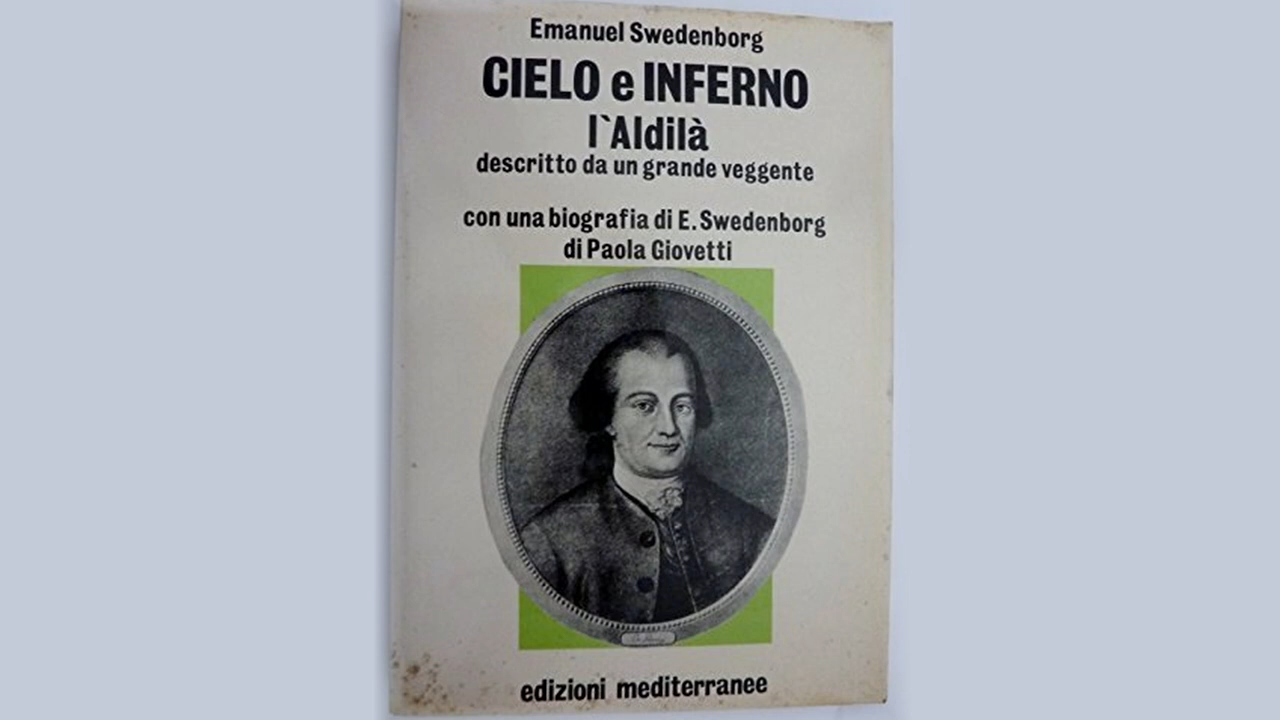 Emanuel Swedenborg
CIELO e INFERNO
l`Aldilà
descritto da un grande veggente
con una biografia di E. Swedenborg
di Paola Giovetti
edizioni mediterranee